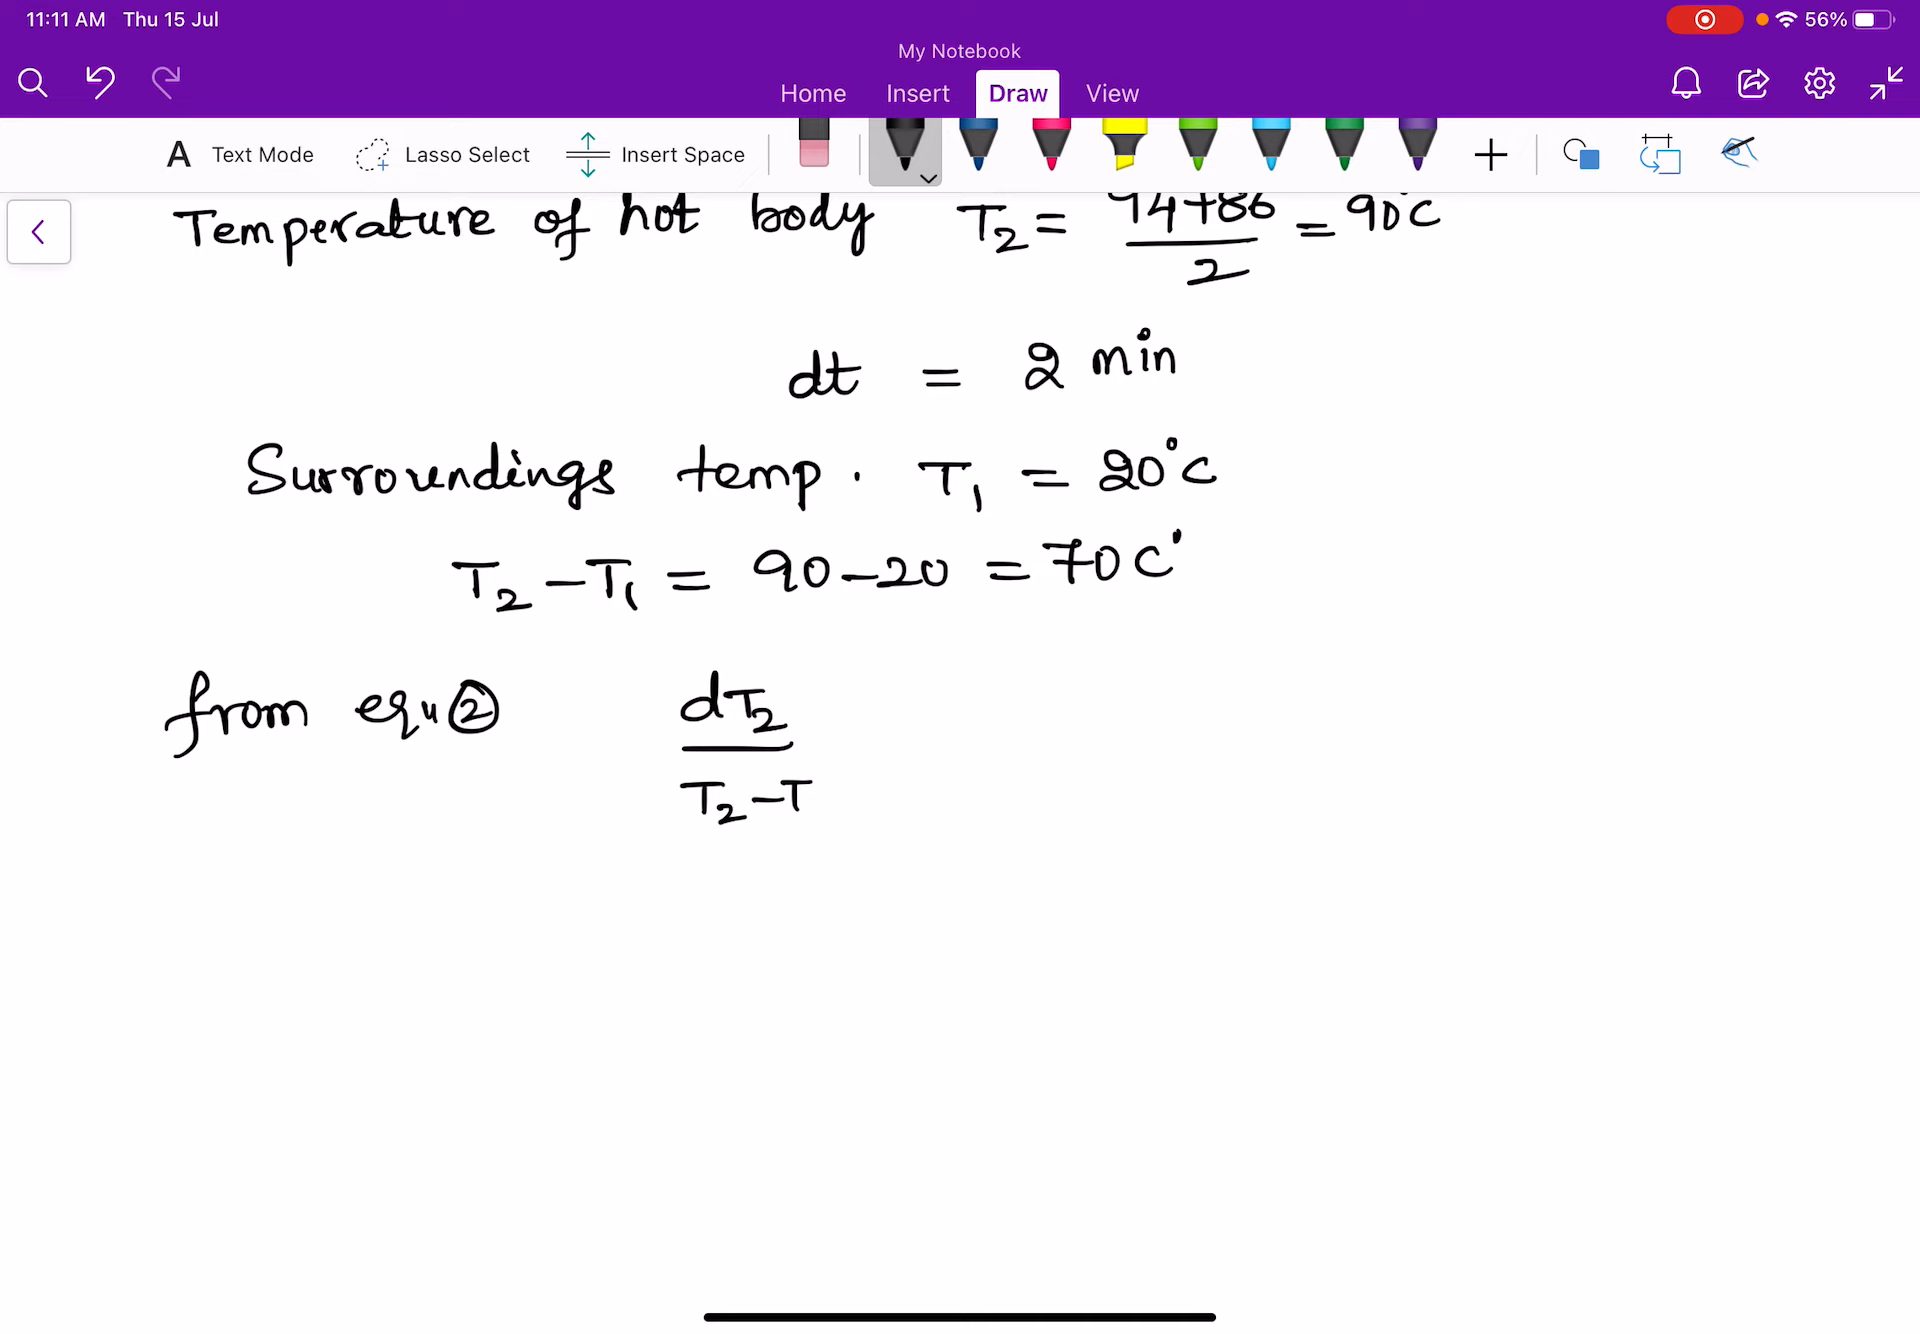 11:11 AM Thu 15 Jul
56%
My Notebook
Home Insert Draw View
A Text Mode Lasso Select Insert Space
Temperature of hot body T₂ = 94+86/2 = 90°C
dt = 2 min
Surroundings temp. T₁ = 20°C
T₂ - T₁ = 90-20 = 70 C°
from equ ② dT₂/T₂-T